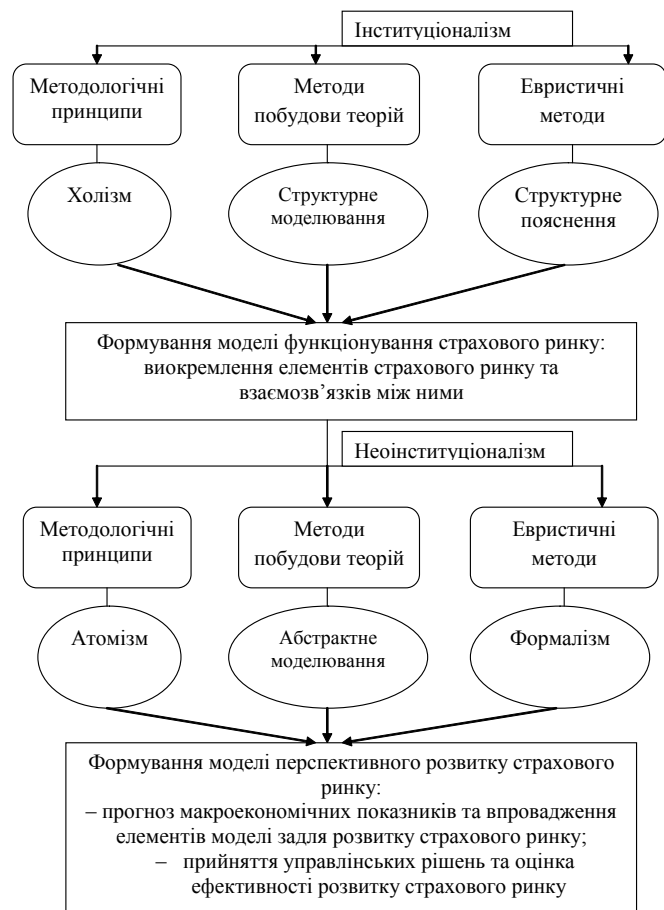 Інституціоналізм
Методологічні
принципи
Методи
побудови теорій
Евристичні
методи
Холізм
Структурне
моделювання
Структурне
пояснення
Формування моделі функціонування страхового ринку:
виокремлення елементів страхового ринку та
взаємозв’язків між ними
Неоінституціоналізм
Методологічні
принципи
Методи
побудови теорій
Евристичні
методи
Атомізм
Абстрактне
моделювання
Формалізм
Формування моделі перспективного розвитку страхового
ринку:
– прогноз макроекономічних показників та впровадження
елементів моделі задля розвитку страхового ринку;
– прийняття управлінських рішень та оцінка
ефективності розвитку страхового ринку